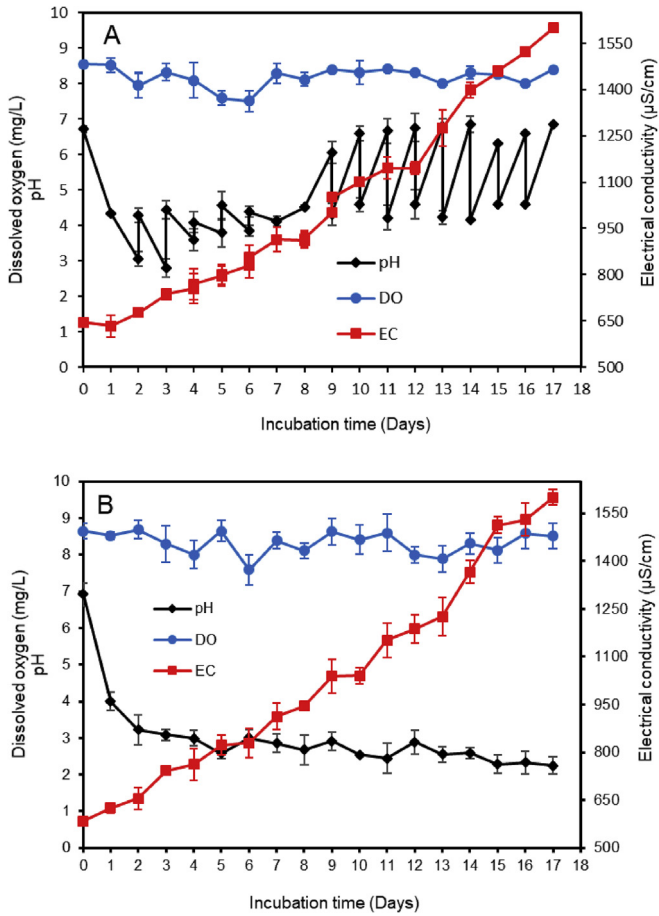 A
10
9
8
7
6
5
4
3
2
1
0
Dissolved oxygen (mg/L)
pH
1550
1400
1250
1100
950
800
650
500
Electrical conductivity (µS/cm)
pH
DO
EC
0 1 2 3 4 5 6 7 8 9 10 11 12 13 14 15 16 17 18
Incubation time (Days)
B
10
9
8
7
6
5
4
3
2
1
0
Dissolved oxygen (mg/L)
pH
1550
1400
1250
1100
950
800
650
500
Electrical conductivity (µS/cm)
pH
DO
EC
0 1 2 3 4 5 6 7 8 9 10 11 12 13 14 15 16 17 18
Incubation time (Days)